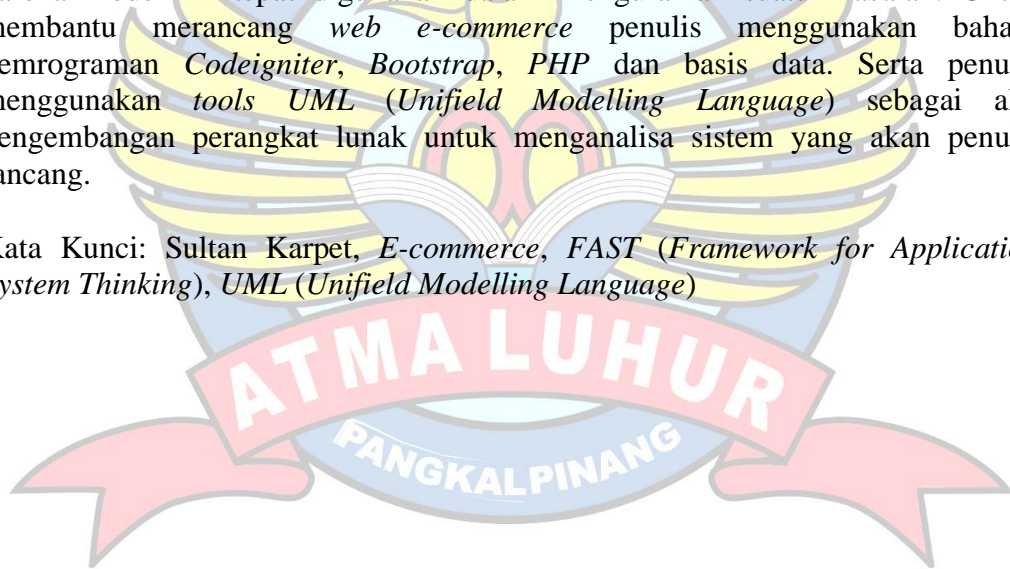 membantu merancang web e-commerce penulis menggunakan baha
emrograman Codeigniter, Bootstrap, PHP dan basis data. Serta penu
menggunakan tools UML (Unifield Modelling Language) sebagai al
engembangan perangkat lunak untuk menganalisa sistem yang akan penu
ancang.
Kata Kunci: Sultan Karpet, E-commerce, FAST (Framework for Applicatio
ystem Thinking), UML (Unifield Modelling Language)
ATMA LUHUR
PANGKALPINANG